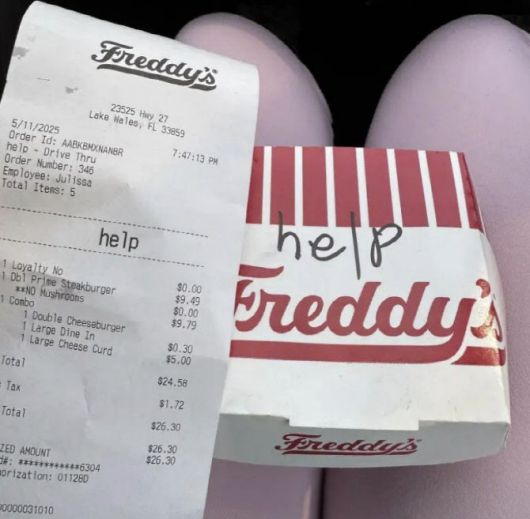 Freddy's
23525 Hwy 27
Lake Wales, FL 33859
5/11/2025 7:47:13 PM
Order Id: AABKBMXNANBR
help - Drive Thru
Order Number: 346
Employee: Julissa
Total Items: 5
help
1 Loyalty No $0.00
1 Dbl Prime Steakburger $9.49
**NO Mushrooms $0.00
1 Combo $9.79
1 Double Cheeseburger
1 Large Dine In $0.30
1 Large Cheese Curd $5.00
Total $24.58
Tax $1.72
Total $26.30
ZED AMOUNT $26.30
d#: ************6304 $26.30
orization: 01128D
00000031010
help
Freddy's
Freddy's